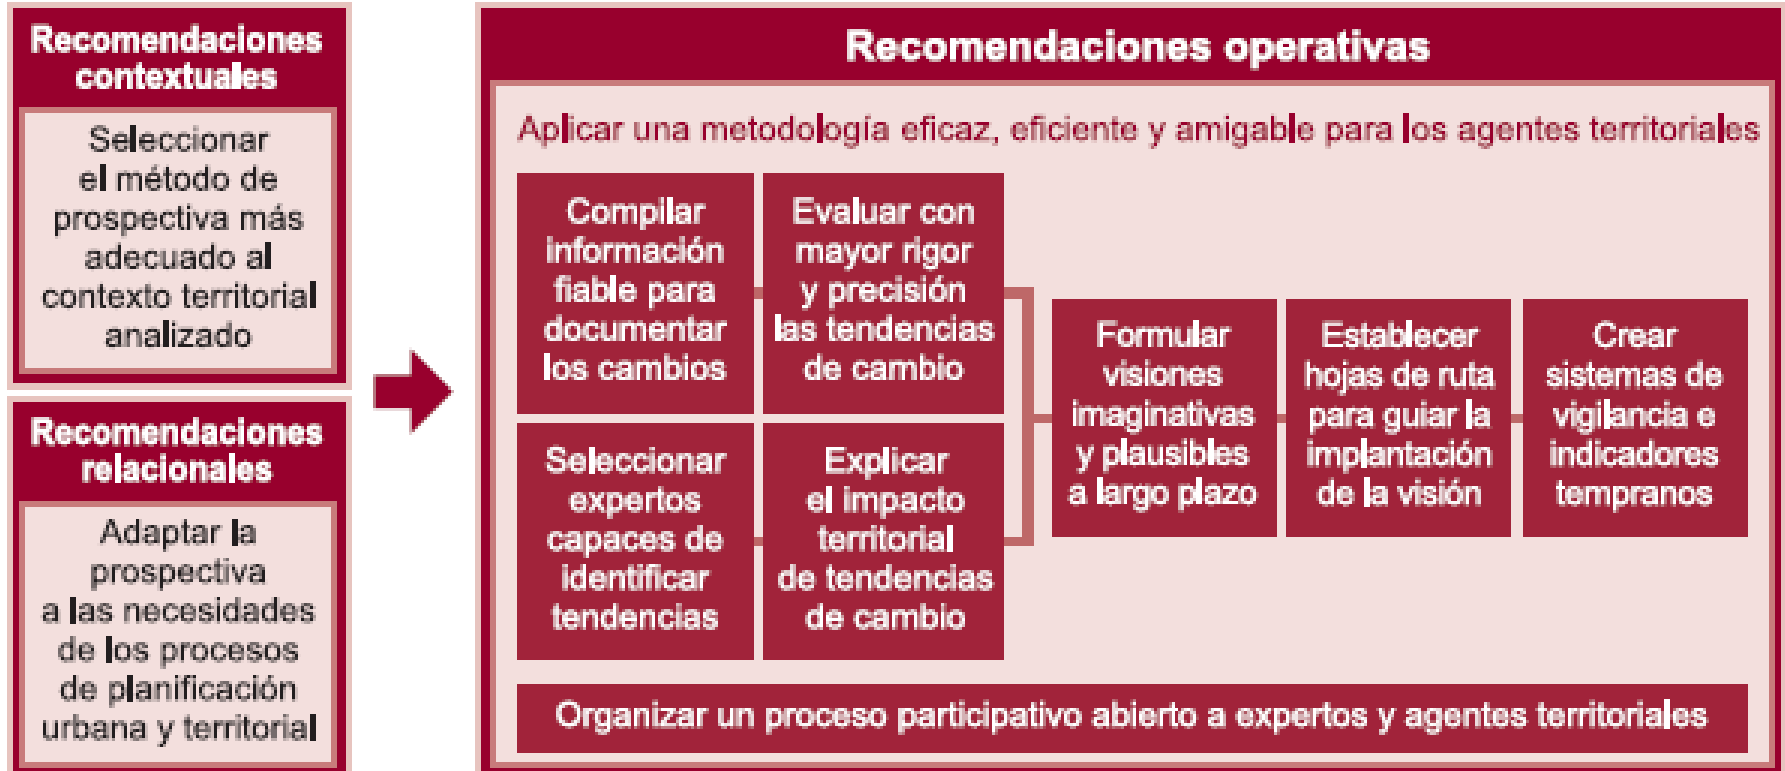 Recomendaciones
contextuales
Seleccionar
el método de
prospectiva más
adecuado al
contexto territorial
analizado
Recomendaciones
relacionales
Adaptar la
prospectiva
a las necesidades
de los procesos
de planificación
urbana y territorial
Recomendaciones operativas
Aplicar una metodología eficaz, eficiente y amigable para los agentes territoriales
Compilar
información
fiable para
documentar
los cambios
Evaluar con
mayor rigor
y precisión
las tendencias
de cambio
Seleccionar
expertos
capaces de
identificar
tendencias
Explicar
el impacto
territorial
de tendencias
de cambio
Formular
visiones
imaginativas
y plausibles
a largo plazo
Establecer
hojas de ruta
para guiar la
implantación
de la visión
Crear
sistemas de
vigilancia e
indicadores
tempranos
Organizar un proceso participativo abierto a expertos y agentes territoriales